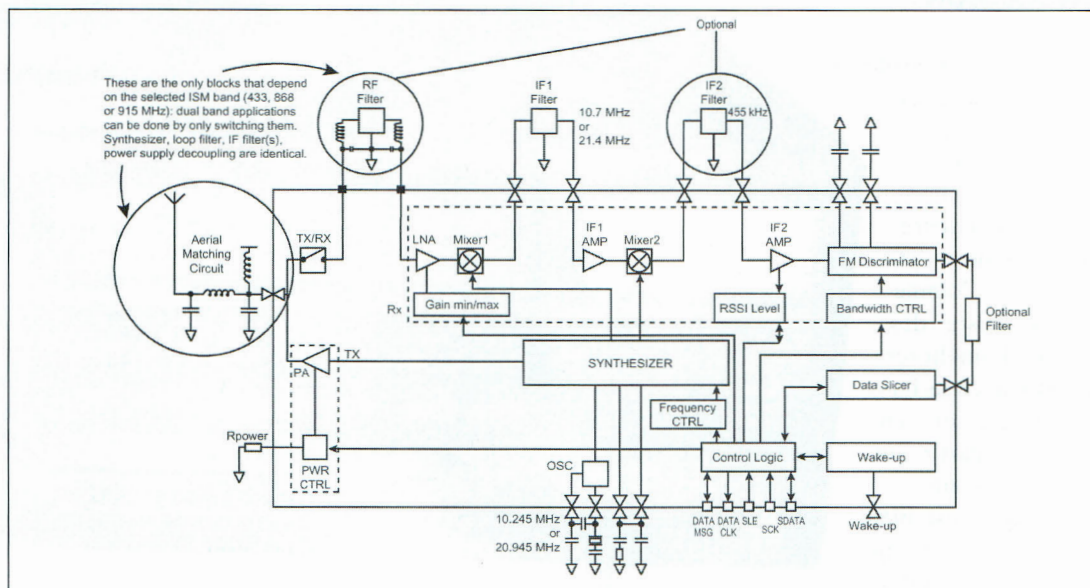 Optional
These are the only blocks that depend
on the selected ISM band (433, 868
or 915 MHz): dual band applications
can be done by only switching them.
Synthesizer, loop filter, IF filter(s),
power supply decoupling are identical.
RF
Filter
IF1
Filter
10.7 MHz
or
21.4 MHz
IF2
Filter
455 kHz
Aerial
Matching
Circuit
TX/RX
LNA
Mixer1
IF1
AMP
Mixer2
IF2
AMP
FM Discriminator
Rx
Gain min/max
RSSI Level
Bandwidth CTRL
Optional
Filter
TX
PA
SYNTHESIZER
Data Slicer
Frequency
CTRL
Rpower
PWR
CTRL
OSC
Control Logic
Wake-up
10.245 MHz
or
20.945 MHz
DATA
MSG
DATA
CLK
SLE
SCK
SDATA
Wake-up